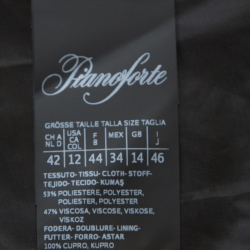 Pianoforte
GRÖSSE TAILLE TALLA SIZE TAGLIA
CH A NL D USA CA COL F B MEX GB I J
42 12 44 34 14 46
TESSUTO-TISSU-CLOTH-STOFF-
TEJIDO-TECIDO-KUMAŞ
53% POLIESTERE, POLYESTER,
POLIESTER, POLYESTER
47% VISCOSA, VISCOSE, VISKOSE,
VISKOZ
FODERA-DOUBLURE-LINING-
FUTTER-FORRO-ASTAR
100% CUPRO, KUPRO